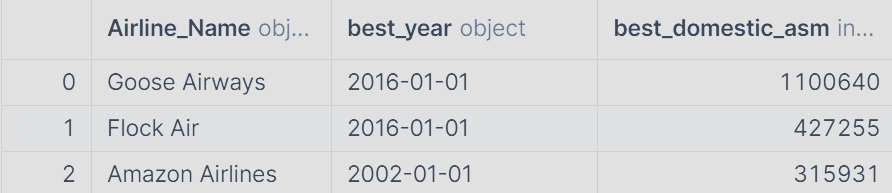 Airline_Name obj... best_year object best_domestic_asm in...
0 Goose Airways 2016-01-01 1100640
1 Flock Air 2016-01-01 427255
2 Amazon Airlines 2002-01-01 315931